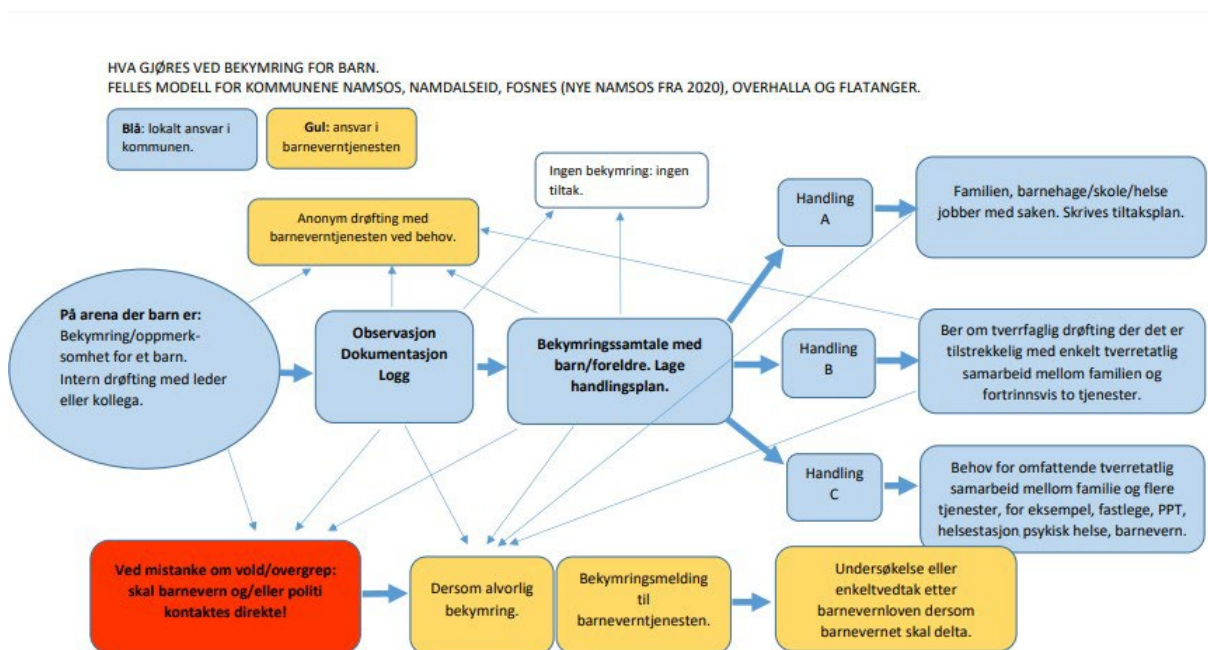 HVA GJØRES VED BEKYMRING FOR BARN.
FELLES MODELL FOR KOMMUNENE NAMSOS, NAMDALSEID, FOSNES (NYE NAMSOS FRA 2020), OVERHALLA OG FLATANGER.
Blå: lokalt ansvar i
kommunen.
Gul: ansvar i
barneverntjenesten
Ingen bekymring: ingen
tiltak.
Anonym drøfting med
barneverntjenesten ved behov.
På arena der barn er:
Bekymring/oppmerk-
somhet for et barn.
Intern drøfting med leder
eller kollega.
Observasjon
Dokumentasjon
Logg
Bekymringssamtale med
barn/foreldre. Lage
handlingsplan.
Handling
A
Familien, barnehage/skole/helse
jobber med saken. Skrives tiltaksplan.
Handling
B
Ber om tverrfaglig drøfting der det er
tilstrekkelig med enkelt tverretatlig
samarbeid mellom familien og
fortrinnsvis to tjenester.
Handling
C
Behov for omfattende tverretatlig
samarbeid mellom familie og flere
tjenester, for eksempel, fastlege, PPT,
helsestasjon psykisk helse, barnevern.
Ved mistanke om vold/overgrep:
skal barnevern og/eller politi
kontaktes direkte!
Dersom alvorlig
bekymring.
Bekymringsmelding
til
barneverntjenesten.
Undersøkelse eller
enkeltvedtak etter
barnevernloven dersom
barnevernet skal delta.